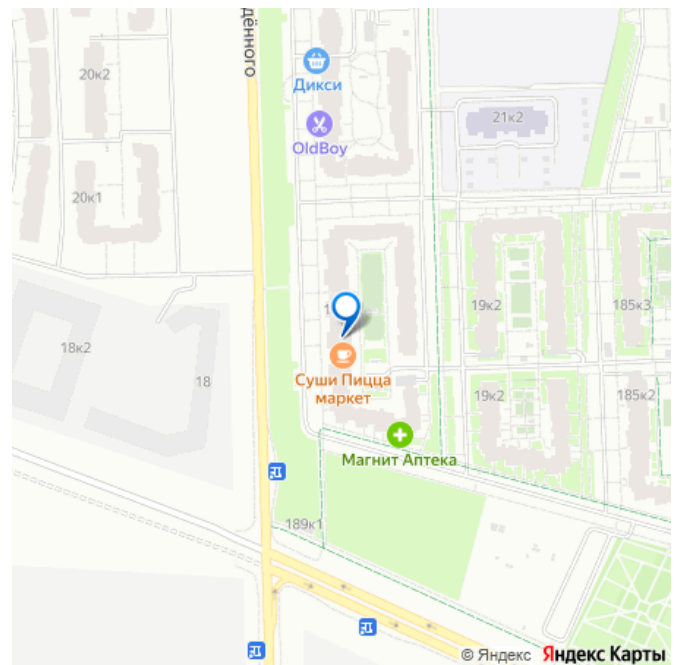 дённого
20к2
Дикси
OldBoy
21к2
20к1
19к2
185к3
18к2
18
Суши Пицца
маркет
19к2
185к2
Магнит Аптека
189к1
© Яндекс Яндекс Карты